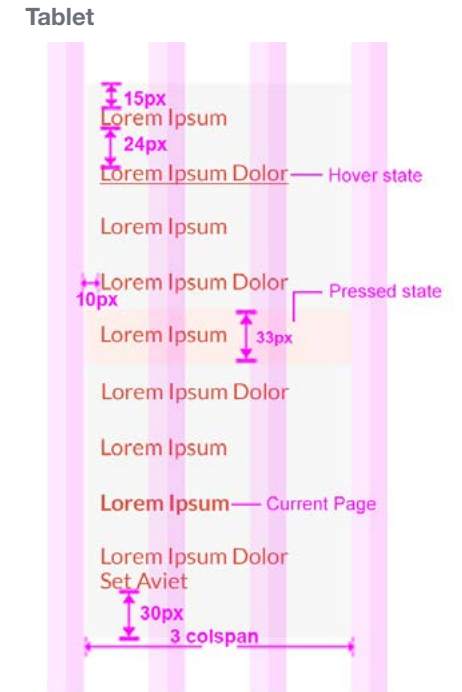 Tablet
15px
Lorem Ipsum
24px
Lorem Ipsum Dolor
Hover state
Lorem Ipsum
Lorem Ipsum Dolor
10px
Pressed state
Lorem Ipsum
33px
Lorem Ipsum Dolor
Lorem Ipsum
Lorem Ipsum
Current Page
Lorem Ipsum Dolor
Set Aviet
30px
3 colspan